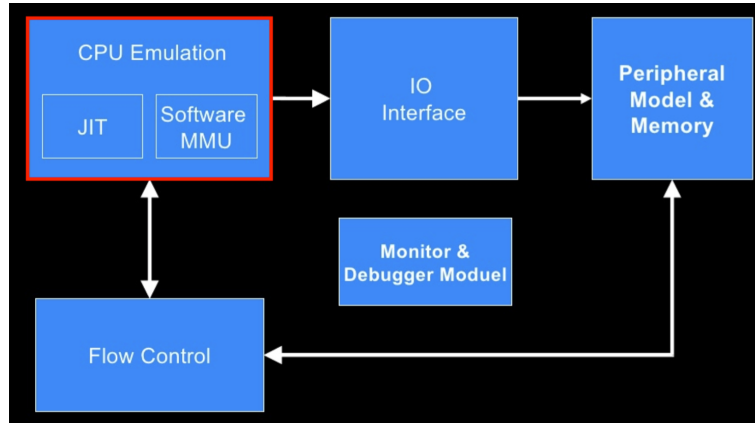 CPU Emulation
JIT
Software
MMU
IO
Interface
Peripheral
Model &
Memory
Monitor &
Debugger Moduel
Flow Control